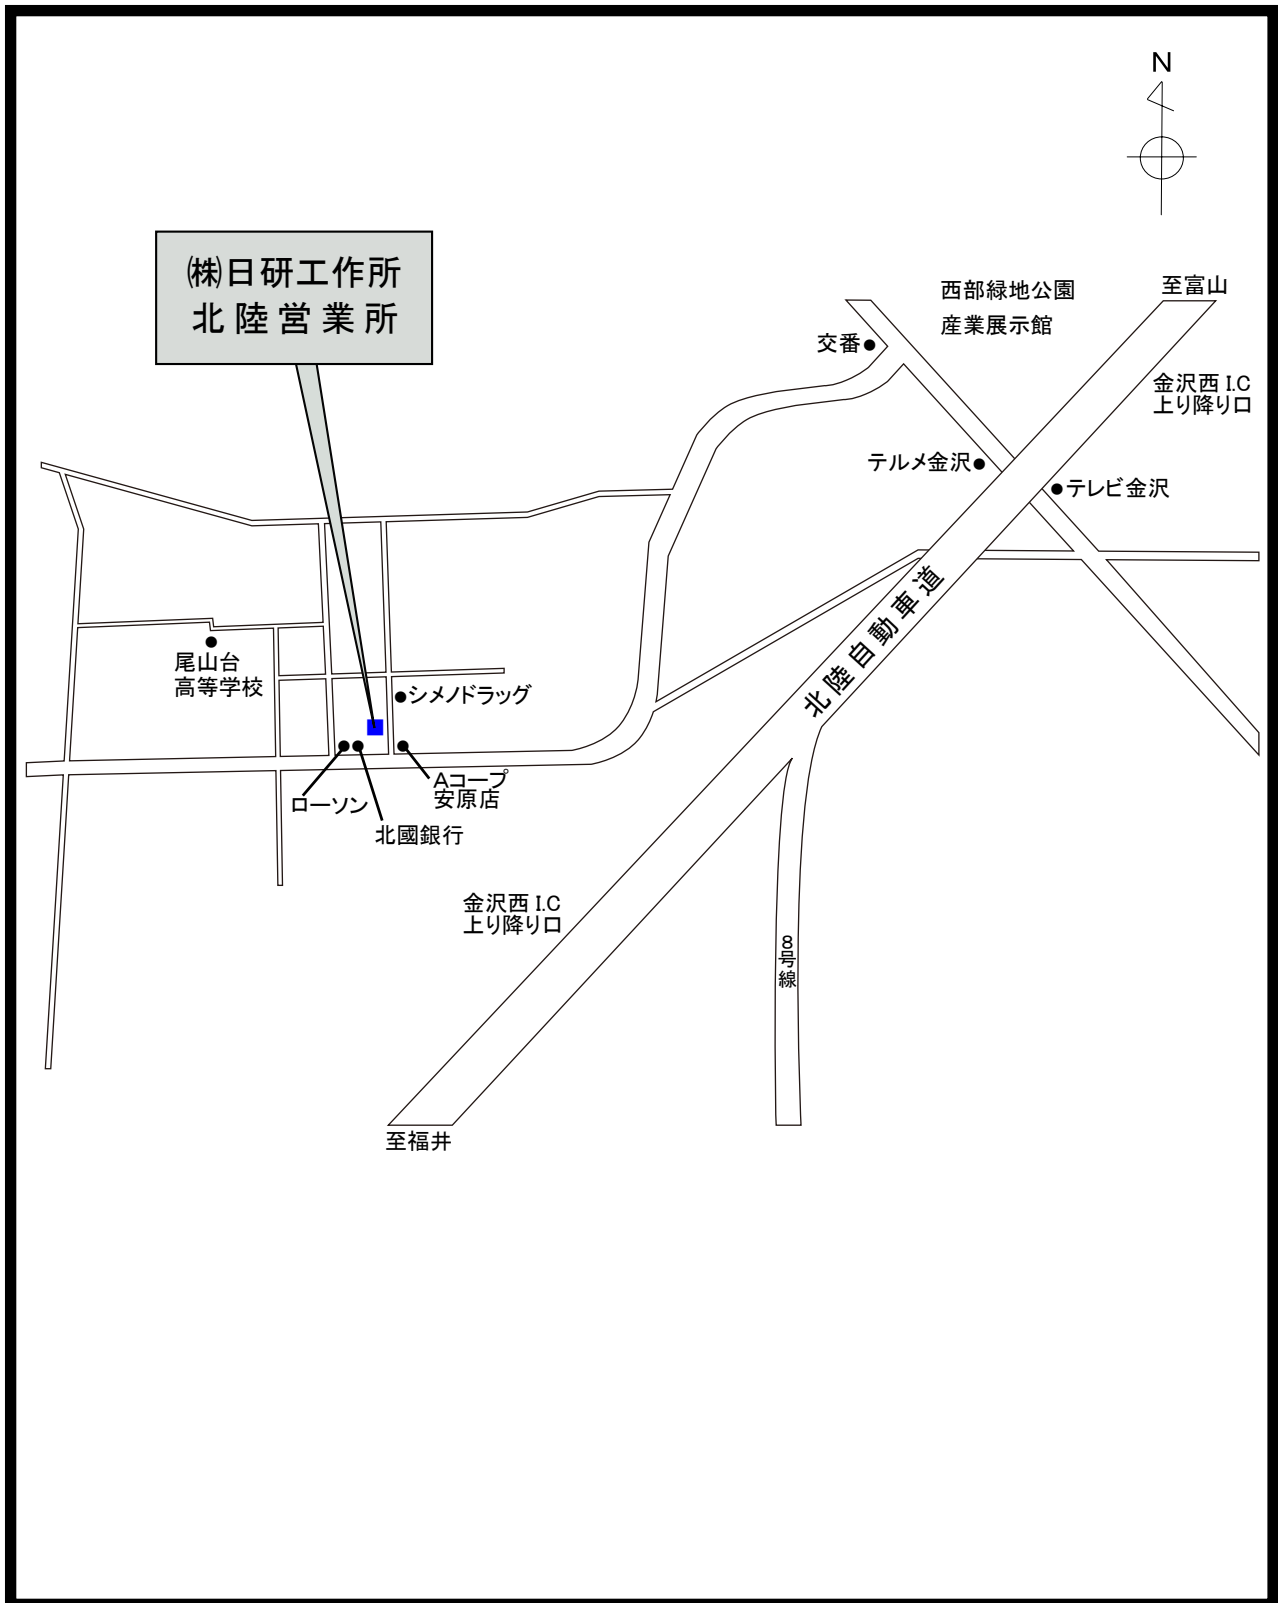 N
㈱日研工作所
北陸営業所
西部緑地公園
産業展示館
至富山
交番
金沢西 I.C
上り降り口
テルメ金沢
テレビ金沢
北陸自動車道
尾山台
高等学校
シメノドラッグ
Aコープ
安原店
ローソン
北國銀行
金沢西 I.C
上り降り口
8号線
至福井